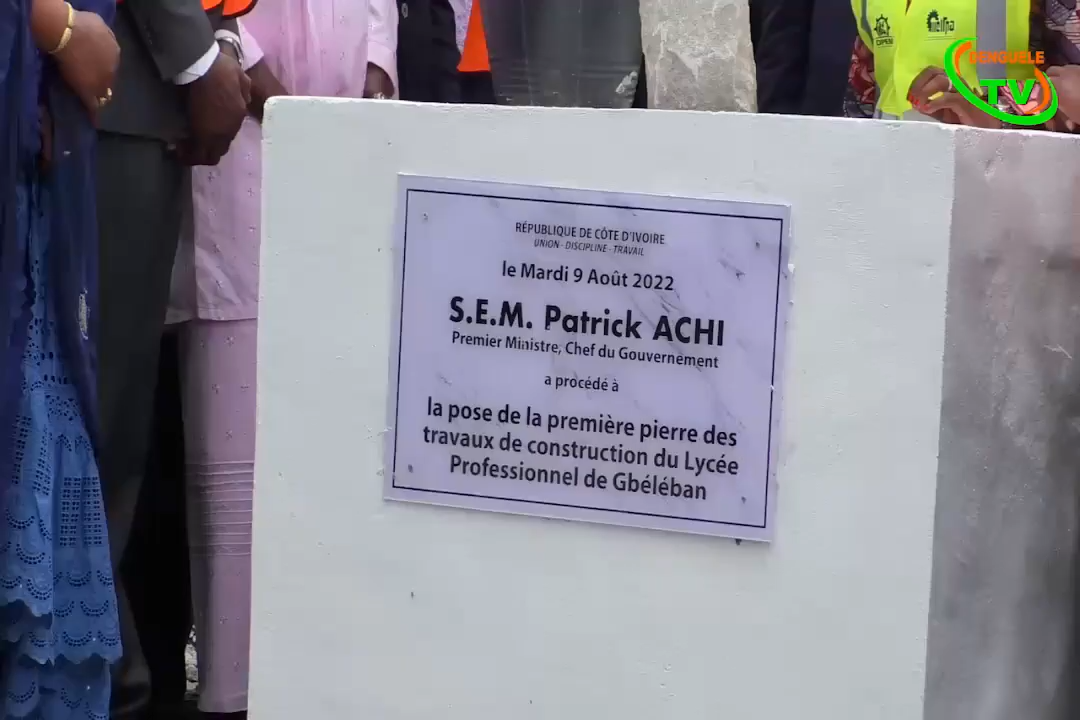 DENGUELE
TV
RÉPUBLIQUE DE CÔTE D'IVOIRE
UNION - DISCIPLINE - TRAVAIL
le Mardi 9 Août 2022
S.E.M. Patrick ACHI
Premier Ministre, Chef du Gouvernement
a procédé à
la pose de la première pierre des
travaux de construction du Lycée
Professionnel de Gbéléban